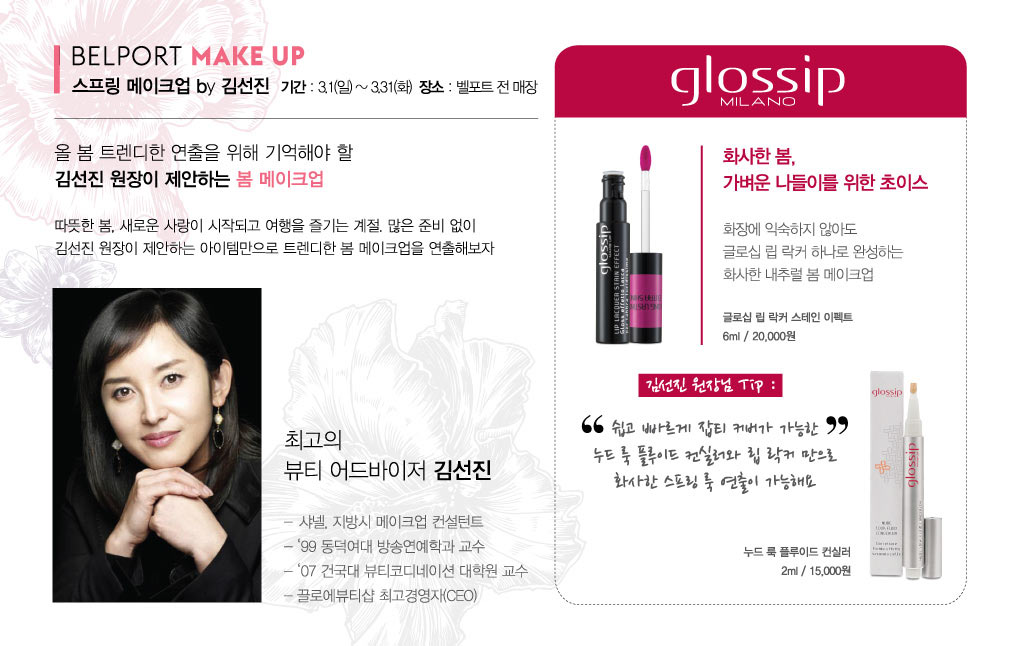 BELPORT MAKE UP
스프링 메이크업 by 김선진 기간 : 3.1(일) ~ 3.31(화) 장소 : 벨포트 전 매장
올 봄 트렌디한 연출을 위해 기억해야 할
김선진 원장이 제안하는 봄 메이크업
따뜻한 봄, 새로운 사랑이 시작되고 여행을 즐기는 계절. 많은 준비 없이
김선진 원장이 제안하는 아이템만으로 트렌디한 봄 메이크업을 연출해보자
최고의
뷰티 어드바이저 김선진
– 샤넬, 지방시 메이크업 컨설턴트
– ‘99 동덕여대 방송연예학과 교수
– ‘07 건국대 뷰티코디네이션 대학원 교수
– 끌로에뷰티샵 최고경영자(CEO)
glossip
MILANO
화사한 봄,
가벼운 나들이를 위한 초이스
화장에 익숙하지 않아도
글로십 립 락커 하나로 완성하는
화사한 내추럴 봄 메이크업
글로십 립 락커 스테인 이펙트
6ml / 20,000원
glossip
LIP LACQUER STAIN EFFECT
Gloss effetto lacca
김선진 원장님 Tip :
“ 쉽고 빠르게 잡티 커버가 가능한 ”
누드 룩 플루이드 컨실러와 립 락커 만으로
화사한 스프링 룩 연출이 가능해요
누드 룩 플루이드 컨실러
2ml / 15,000원
glossip
NUDE
LOOK FLUID
CONCEALER
glossip